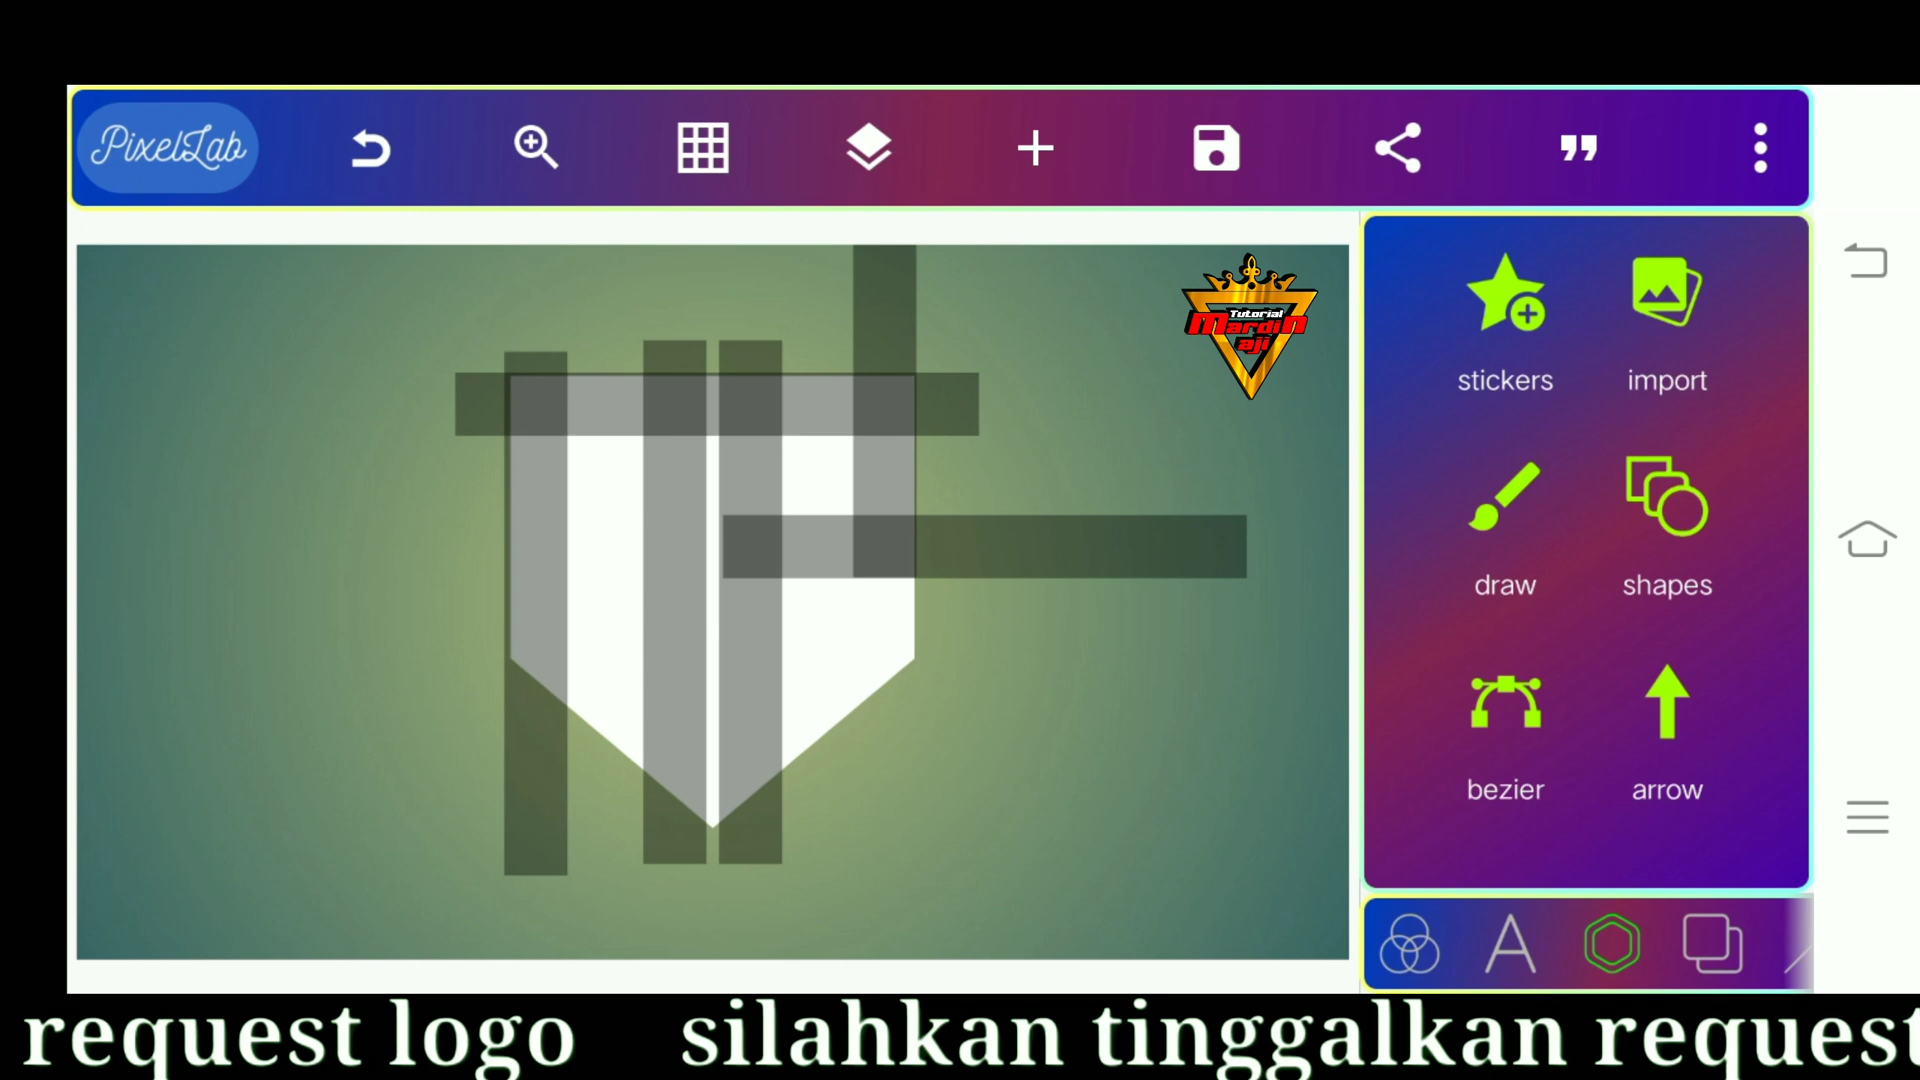 PixelLab
Tutorial
Mardin
aji
stickers
import
draw
shapes
bezier
arrow
request logo silahkan tinggalkan request